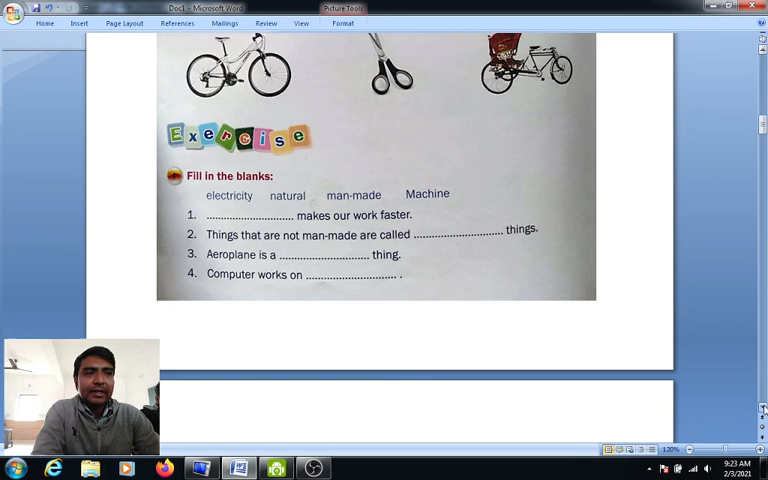 Doc1 - Microsoft Word
Picture Tools
Home Insert Page Layout References Mailings Review View Format
Exercise
Fill in the blanks:
electricity natural man-made Machine
1. ............................. makes our work faster.
2. Things that are not man-made are called ............................. things.
3. Aeroplane is a ............................. thing.
4. Computer works on ............................. .
120%
9:23 AM
2/3/2021